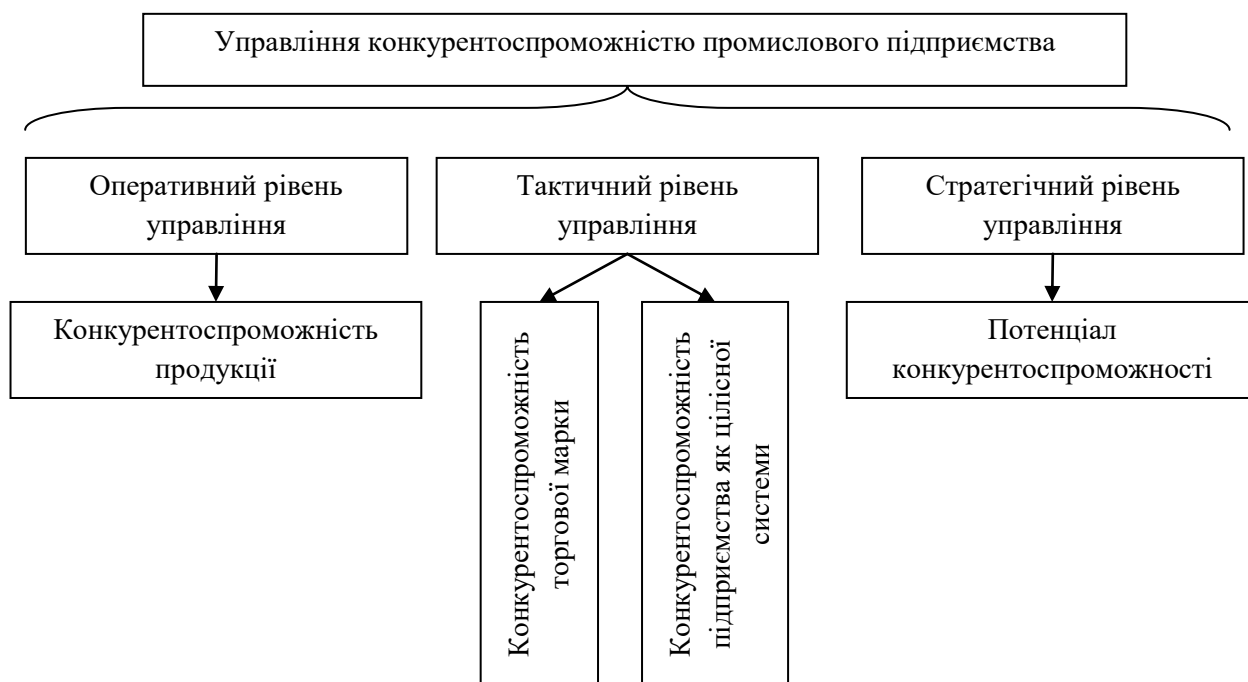 Управління конкурентоспроможністю промислового підприємства
Оперативний рівень
управління
Тактичний рівень
управління
Стратегічний рівень
управління
Конкурентоспроможність
продукції
Конкурентоспроможність
торгової марки
Конкурентоспроможність
підприємства як цілісної
системи
Потенціал
конкурентоспроможності